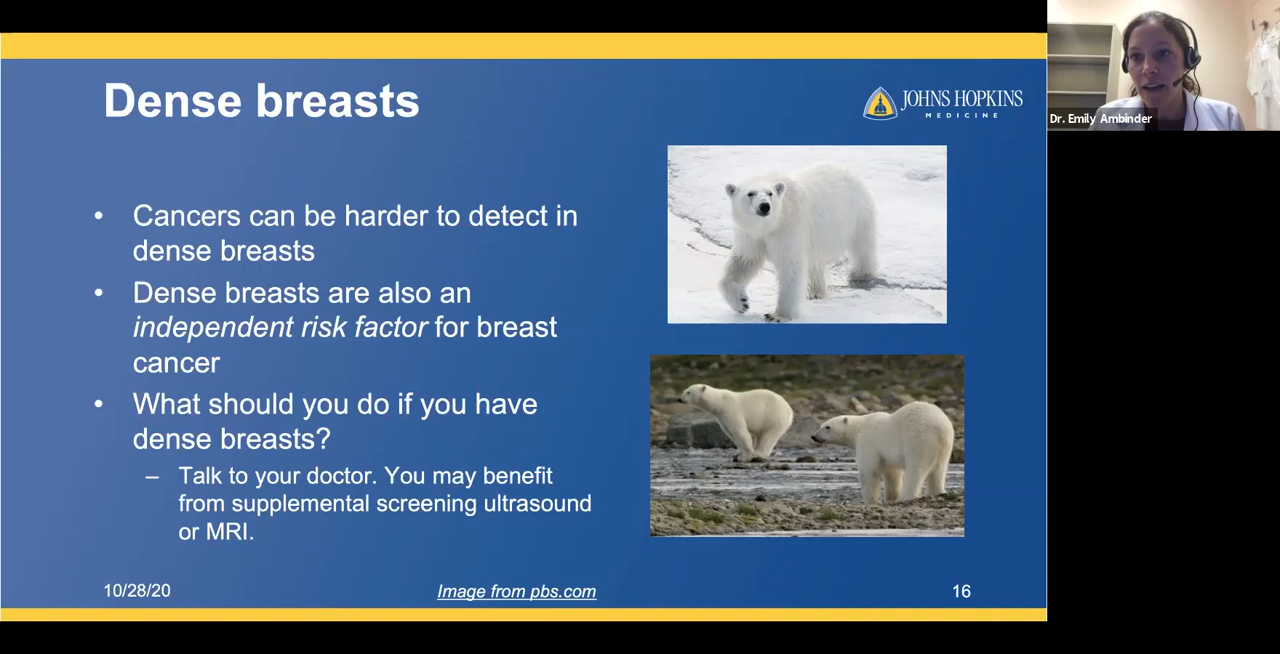 Dense breasts
JOHNS HOPKINS
MEDICINE
Dr. Emily Ambinder
• Cancers can be harder to detect in
dense breasts
• Dense breasts are also an
independent risk factor for breast
cancer
• What should you do if you have
dense breasts?
– Talk to your doctor. You may benefit
from supplemental screening ultrasound
or MRI.
10/28/20
Image from pbs.com
16